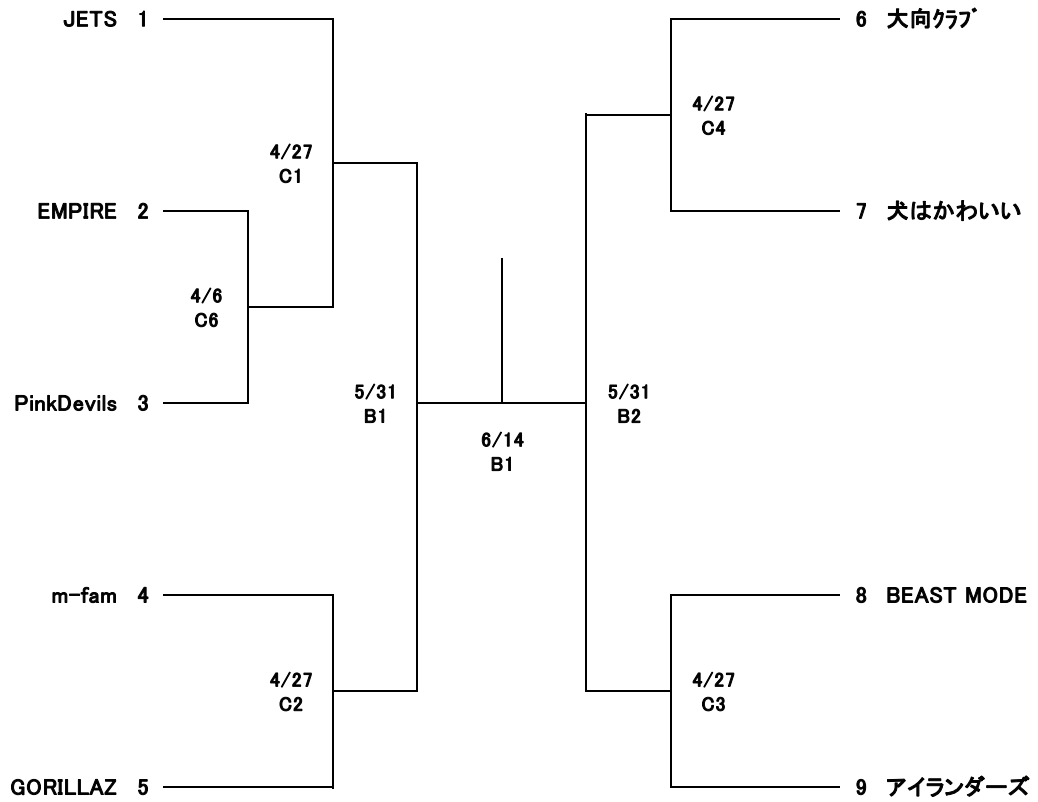 JETS 1
6 大向ｸﾗﾌﾞ
4/27
C4
4/27
C1
EMPIRE 2
7 犬はかわいい
4/6
C6
PinkDevils 3
5/31
B1
5/31
B2
6/14
B1
m-fam 4
8 BEAST MODE
4/27
C2
4/27
C3
GORILLAZ 5
9 アイランダーズ